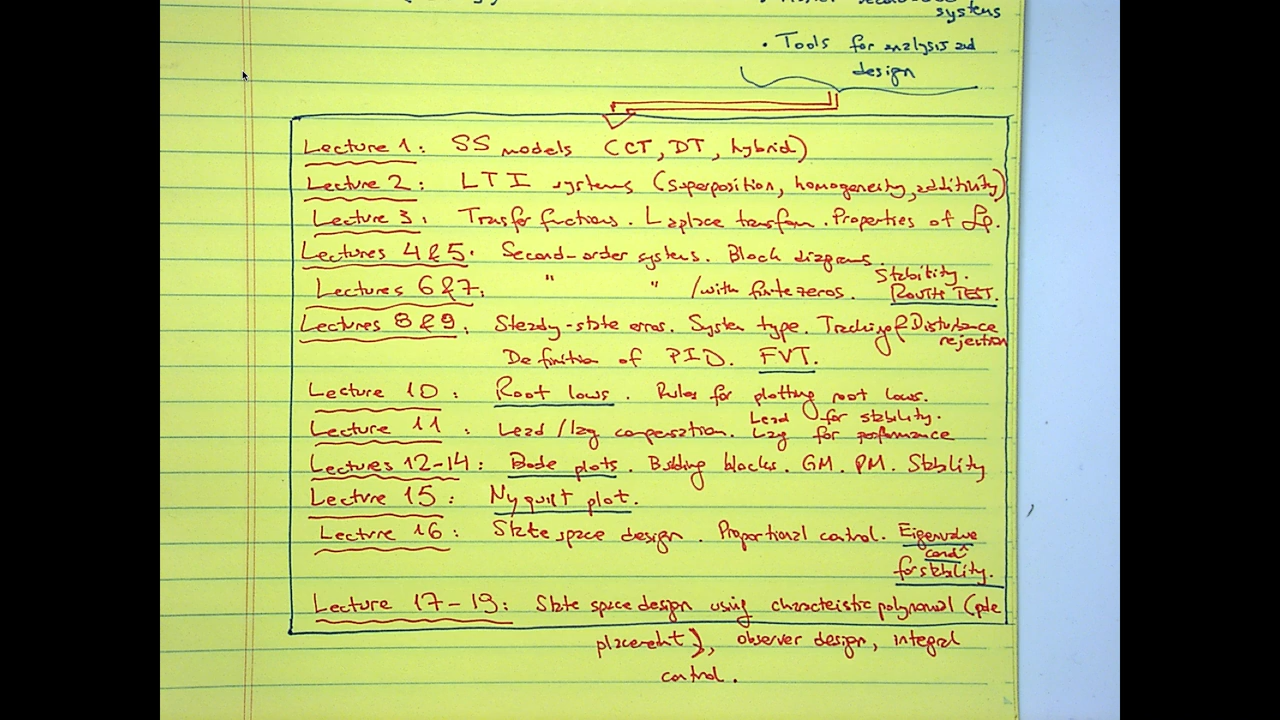 systems
• Tools for analysis and
design
Lecture 1: SS models (CT, DT, hybrid)
Lecture 2: LTI systems (superposition, homogeneity, additivity)
Lecture 3: Transfer functions. Laplace transform. Properties of
Lectures 4 & 5: Second-order systems. Block diagrams.
Lectures 6 & 7: " " / with finite zeros. Stability.
ROUTH TEST.
Lectures 8 & 9: Steady-state error. System type. Tracking & Disturbance
rejection
Definition of PID. FVT.
Lecture 10: Root locus. Rules for plotting root locus.
Lecture 11: Lead/lag compensation. Lead for stability.
Lag for performance
Lectures 12-14: Bode plots. Building blocks. GM. PM. Stability
Lecture 15: Nyquist plot.
Lecture 16: State space design. Proportional control. Eigenvalue
cond^n
for stability.
Lecture 17-19: State space design using characteristic polynomial (pole
placement), observer design, integral
control.